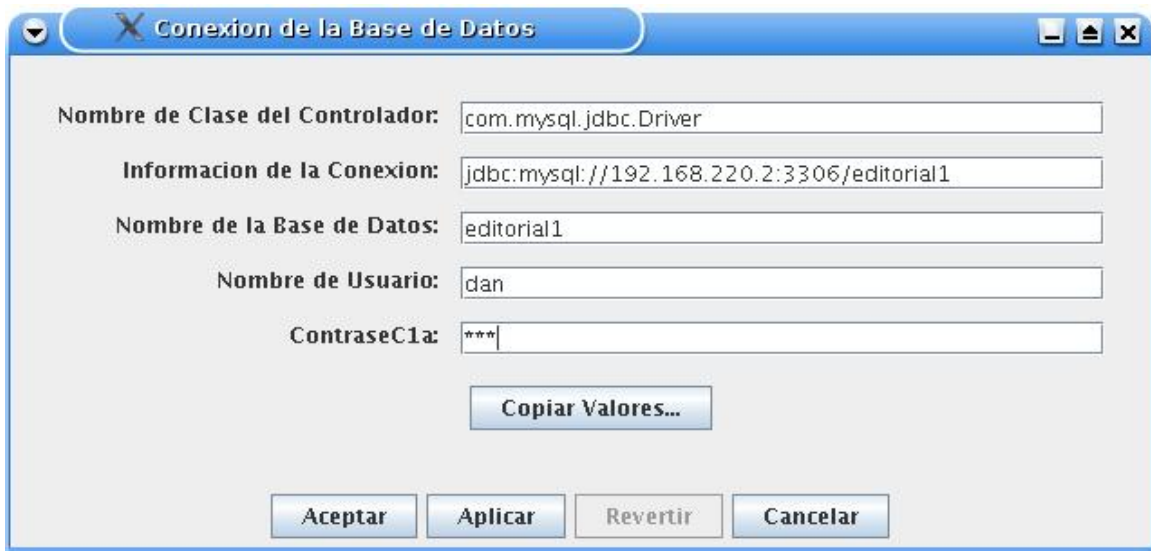 Conexion de la Base de Datos
Nombre de Clase del Controlador: com.mysql.jdbc.Driver
Informacion de la Conexion: jdbc:mysql://192.168.220.2:3306/editorial1
Nombre de la Base de Datos: editorial1
Nombre de Usuario: dan
ContraseC1a: ***
Copiar Valores...
Aceptar Aplicar Revertir Cancelar